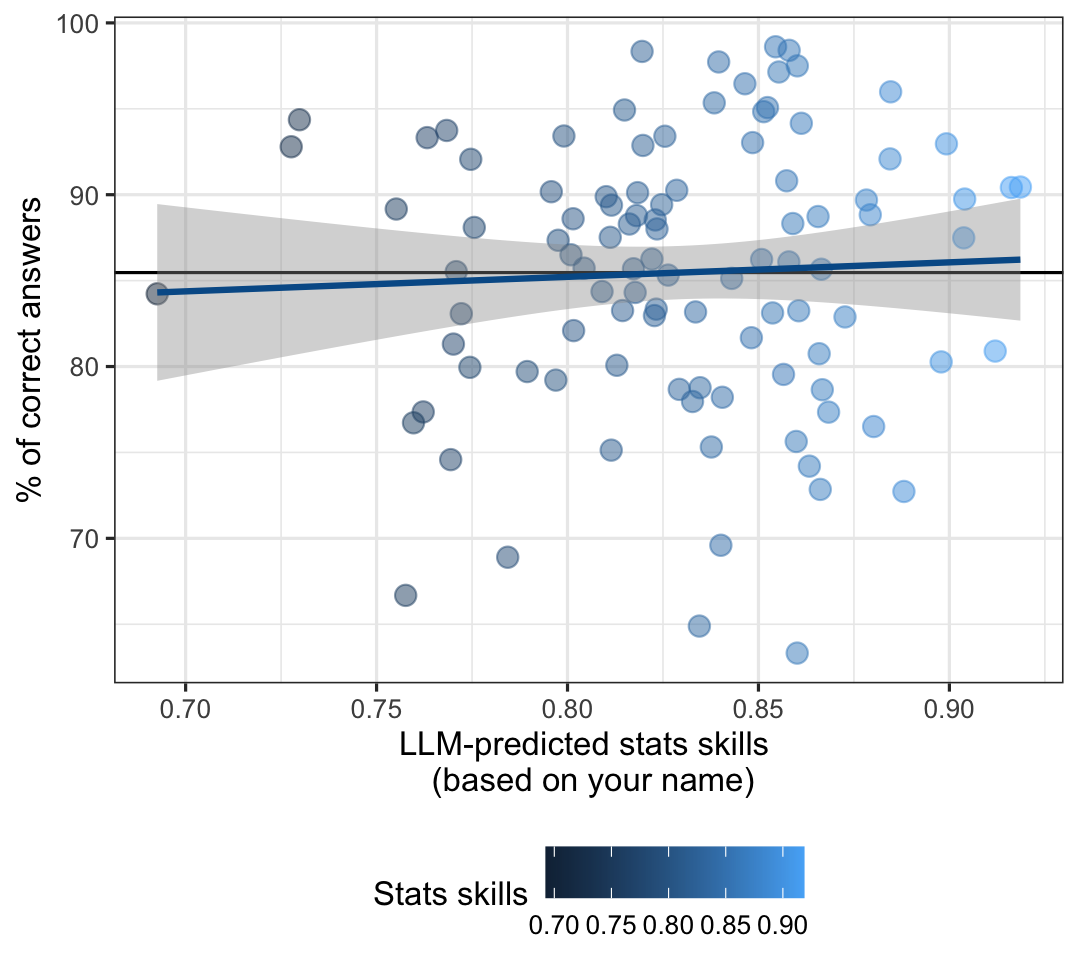 100
90
80
70
% of correct answers
0.70 0.75 0.80 0.85 0.90
LLM-predicted stats skills
(based on your name)
Stats skills
0.70 0.75 0.80 0.85 0.90